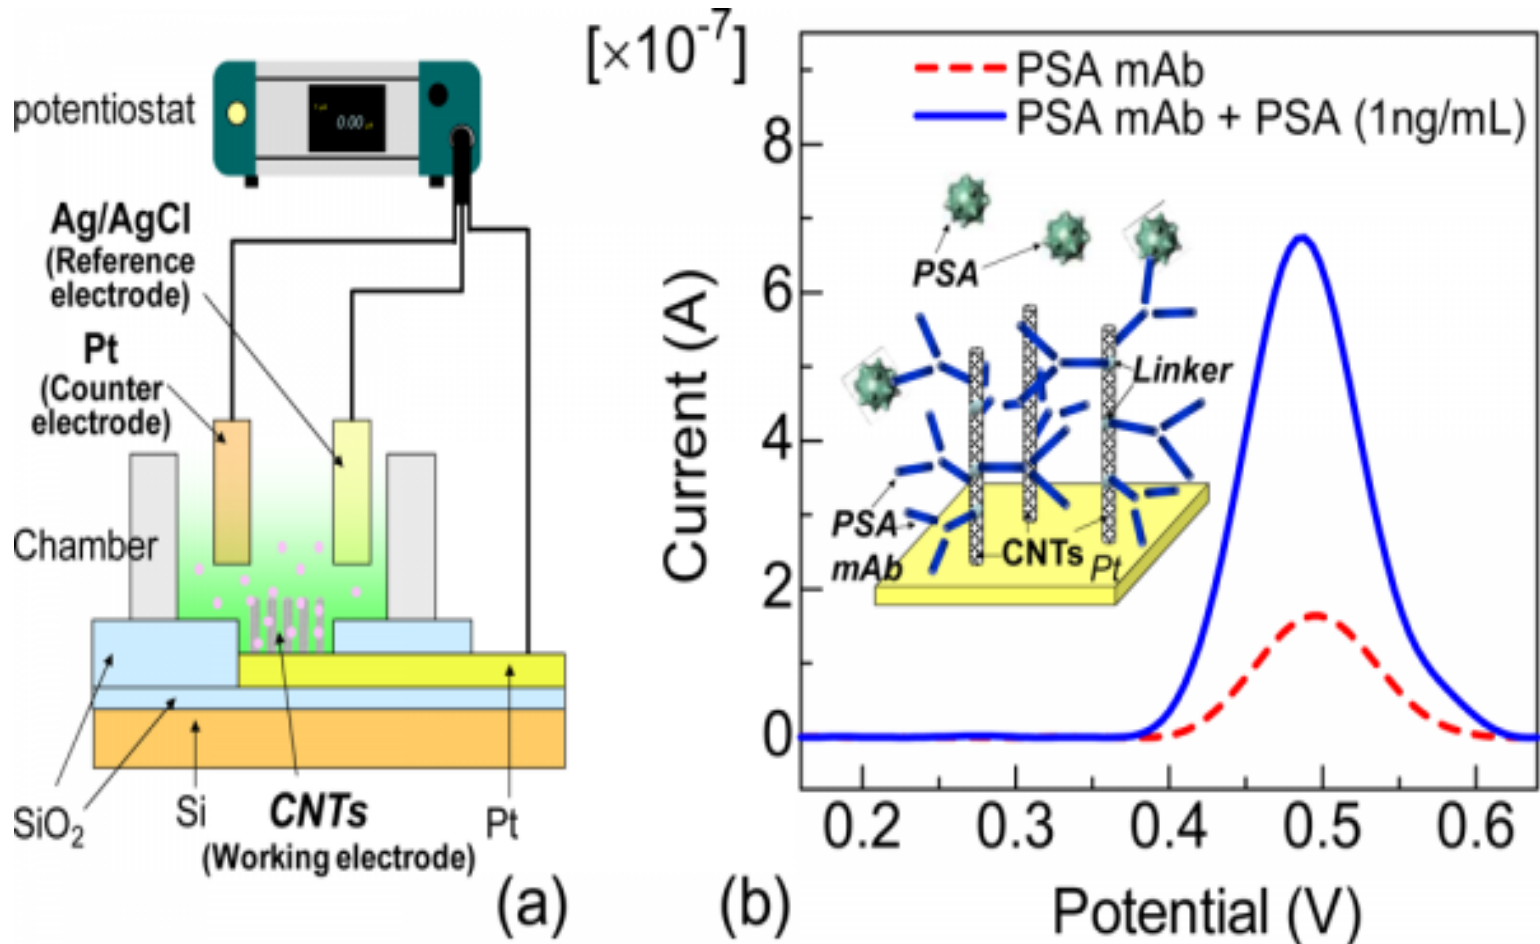 potentiostat
0.00
Ag/AgCl
(Reference
electrode)
Pt
(Counter
electrode)
Chamber
SiO₂
Si
CNTs
(Working electrode)
Pt
(a)
[×10⁻⁷]
PSA mAb
PSA mAb + PSA (1ng/mL)
8
6
4
2
0
Current (A)
PSA
Linker
PSA
mAb
CNTs
Pt
0.2 0.3 0.4 0.5 0.6
(b)
Potential (V)